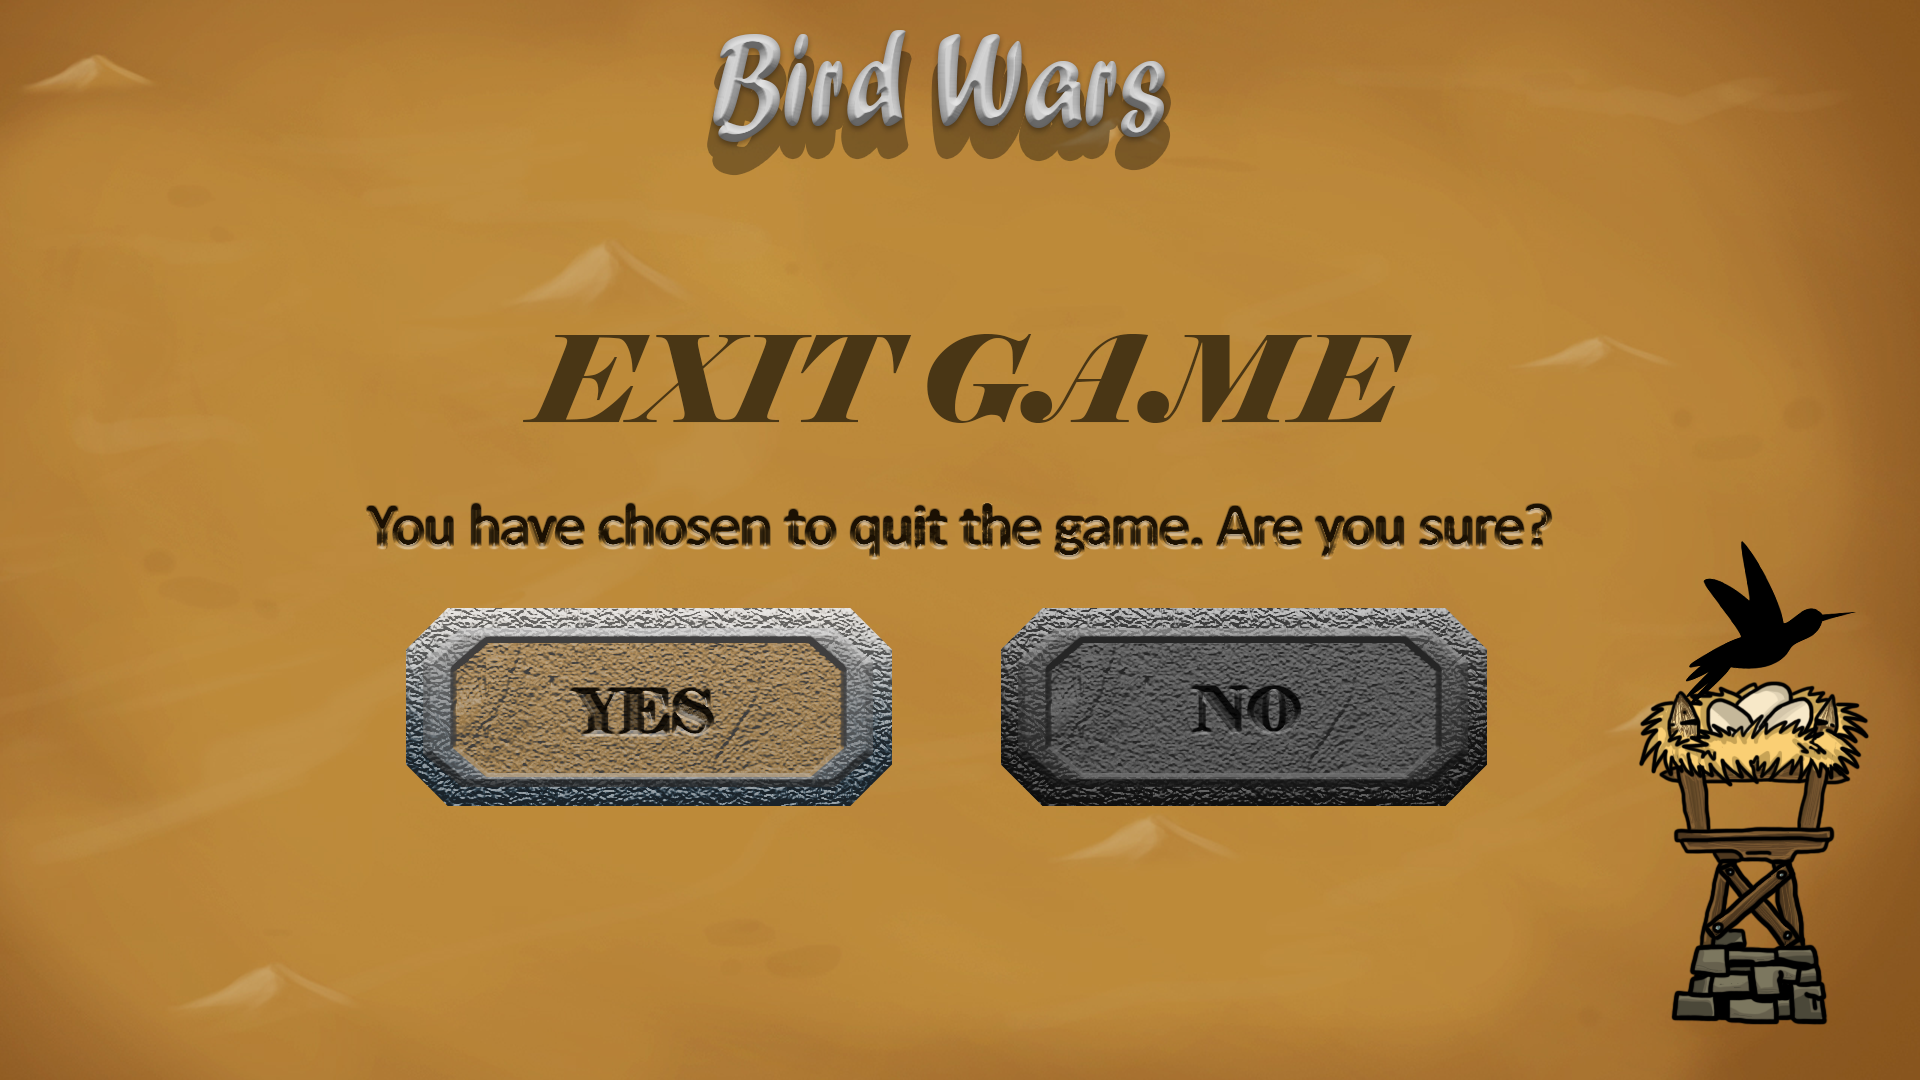 Bird Wars
EXIT GAME
You have chosen to quit the game. Are you sure?
YES
NO